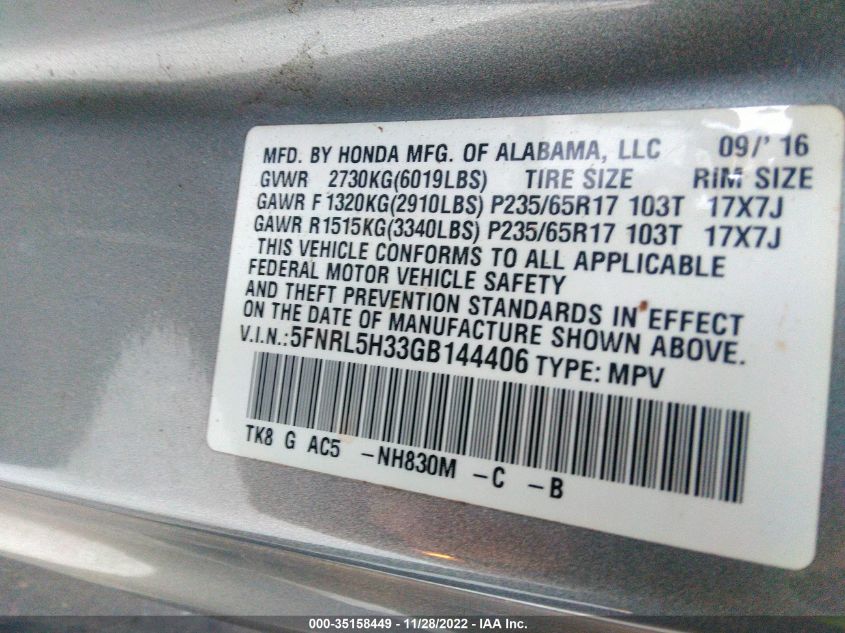 MFD. BY HONDA MFG. OF ALABAMA, LLC 09/' 16
GVWR 2730KG(6019LBS) TIRE SIZE RIM SIZE
GAWR F 1320KG(2910LBS) P235/65R17 103T 17X7J
GAWR R1515KG(3340LBS) P235/65R17 103T 17X7J
THIS VEHICLE CONFORMS TO ALL APPLICABLE
FEDERAL MOTOR VEHICLE SAFETY
AND THEFT PREVENTION STANDARDS IN EFFECT
ON THE DATE OF MANUFACTURE SHOWN ABOVE.
V.I.N.:5FNRL5H33GB144406 TYPE: MPV
TK8 G AC5 -NH830M -C -B
000-35158449 - 11/28/2022 - IAA Inc.